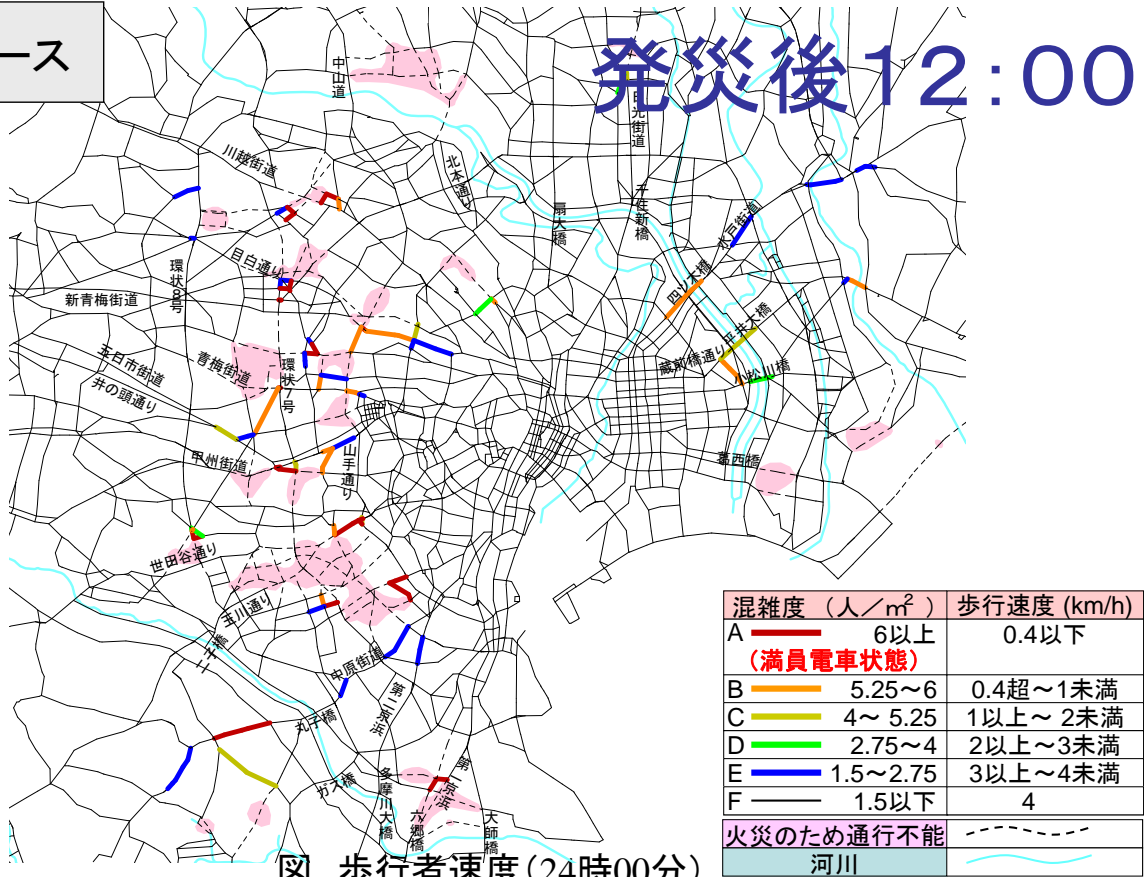 ース
発災後12:00
中山道
日光街道
川越街道
北本通り
扇大橋
千住新橋
水戸街道
目白通り
環状8号
新青梅街道
四ツ木橋
平井大橋
蔵前橋通り
小松川橋
五日市街道
青梅街道
環状7号
井の頭通り
甲州街道
山手通り
葛西橋
世田谷通り
玉川通り
二子橋
中原街道
第二京浜
丸子橋
ガス橋
多摩川大橋
六郷橋
第一京浜
大師橋
混雑度 (人/㎡) 歩行速度 (km/h)
A 6以上 0.4以下
(満員電車状態)
B 5.25～6 0.4超～1未満
C 4～ 5.25 1以上～ 2未満
D 2.75～4 2以上～3未満
E 1.5～2.75 3以上～4未満
F 1.5以下 4
火災のため通行不能
河川
図 歩行者速度(24時00分)